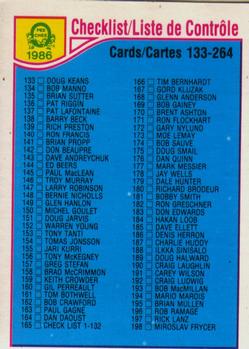 O-PEE-CHEE
1986
Checklist/Liste de Contrôle
Cards/Cartes 133-264
133 DOUG KEANS
134 BOB MANNO
135 BRIAN SUTTER
136 PAT RIGGIN
137 PAT LAFONTAINE
138 BARRY BECK
139 RICH PRESTON
140 RON FRANCIS
141 BRIAN PROPP
142 DON BEAUPRE
143 DAVE ANDREYCHUK
144 ED BEERS
145 PAUL MacLEAN
146 TROY MURRAY
147 LARRY ROBINSON
148 BERNIE NICHOLLS
149 GLEN HANLON
150 MICHEL GOULET
151 DOUG JARVIS
152 WARREN YOUNG
153 TONY TANTI
154 TOMAS JONSSON
155 JARI KURRI
156 TONY McKEGNEY
157 GREG STEFAN
158 BRAD McCRIMMON
159 KEITH CROWDER
160 GIL PERREAULT
161 TIM BOTHWELL
162 BOB CRAWFORD
163 PAUL GAGNE
164 DAN DAOUST
165 CHECK LIST 1-132
166 TIM BERNHARDT
167 GORD KLUZAK
168 GLENN ANDERSON
169 BOB GAINEY
170 BRENT ASHTON
171 RON FLOCKHART
172 GARY NYLUND
173 MOE LEMAY
174 BOB SAUVE
175 DOUG SMAIL
176 DAN QUINN
177 MARK MESSIER
178 JAY WELLS
179 DALE HUNTER
180 RICHARD BRODEUR
181 BOBBY SMITH
182 RON GRESCHNER
183 DON EDWARDS
184 HAKAN LOOB
185 DAVE ELLETT
186 DENIS HERRON
187 CHARLIE HUDDY
188 ILKKA SINISALO
189 DOUG HALWARD
190 CRAIG LAUGHLIN
191 CAREY WILSON
192 CRAIG LUDWIG
193 BOB MacMILLAN
194 MARIO MAROIS
195 BRIAN MULLEN
196 ROB RAMAGE
197 RICK LANZ
198 MIROSLAV FRYCER